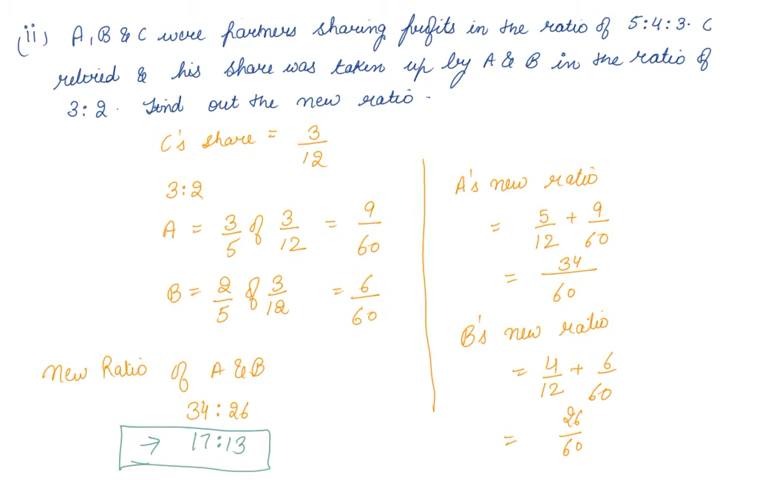 (ii) A, B & C were partners sharing profits in the ratio of 5:4:3. C
retired & his share was taken up by A & B in the ratio of
3:2. Find out the new ratio.
C's share = 3/12
3:2
A = 3/5 of 3/12 = 9/60
B = 2/5 of 3/12 = 6/60
New Ratio of A & B
34:26
→ 17:13
A's new ratio
= 5/12 + 9/60
= 34/60
B's new ratio
= 4/12 + 6/60
= 26/60